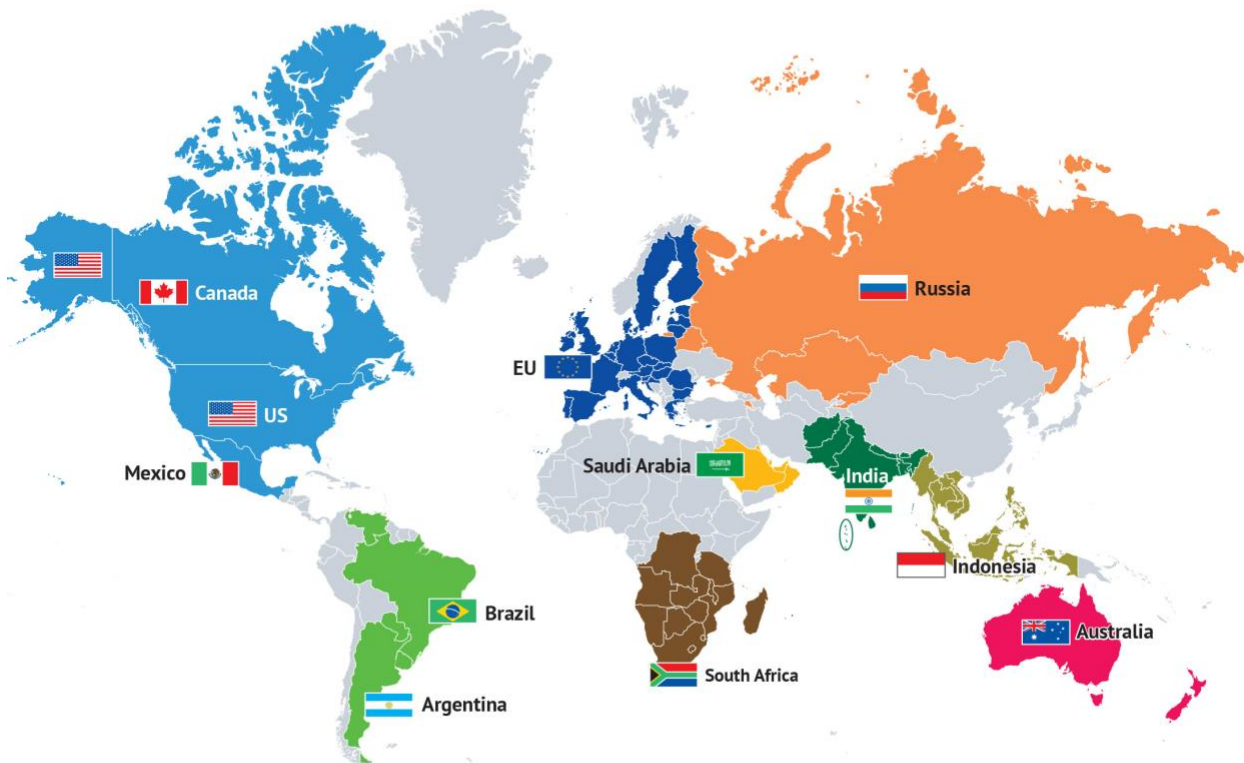 Canada
Russia
EU
US
Mexico
Saudi Arabia
India
Indonesia
Brazil
Australia
South Africa
Argentina